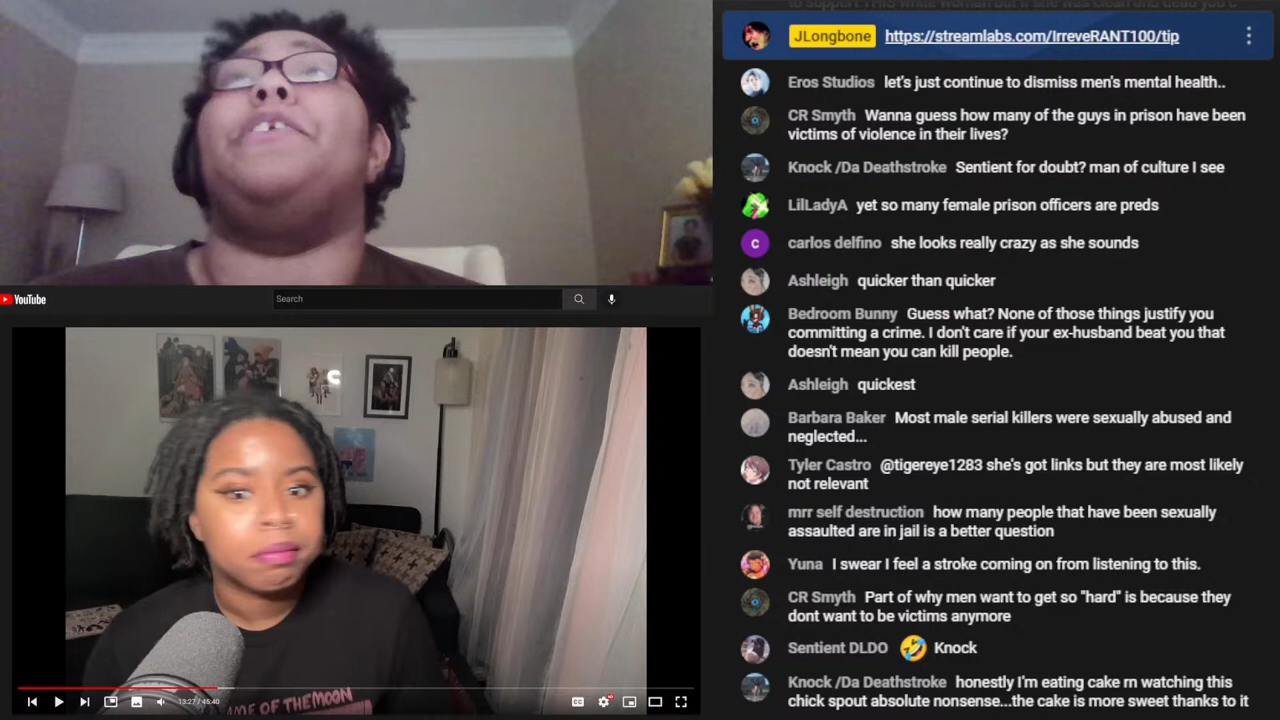 JLongbone https://streamlabs.com/IrreveRANT100/tip
Eros Studios let's just continue to dismiss men's mental health..
CR Smyth Wanna guess how many of the guys in prison have been
victims of violence in their lives?
Knock /Da Deathstroke Sentient for doubt? man of culture I see
LilLadyA yet so many female prison officers are preds
c carlos delfino she looks really crazy as she sounds
Ashleigh quicker than quicker
YouTube
Search
Bedroom Bunny Guess what? None of those things justify you
committing a crime. I don't care if your ex-husband beat you that
doesn't mean you can kill people.
Ashleigh quickest
Barbara Baker Most male serial killers were sexually abused and
neglected...
Tyler Castro @tigereye1283 she's got links but they are most likely
not relevant
mrr self destruction how many people that have been sexually
assaulted are in jail is a better question
Yuna I swear I feel a stroke coming on from listening to this.
CR Smyth Part of why men want to get so "hard" is because they
dont want to be victims anymore
Sentient DLDO 🤣 Knock
Knock /Da Deathstroke honestly I'm eating cake rn watching this
chick spout absolute nonsense...the cake is more sweet thanks to it
OF THE MOON
13:27 / 45:40
CC